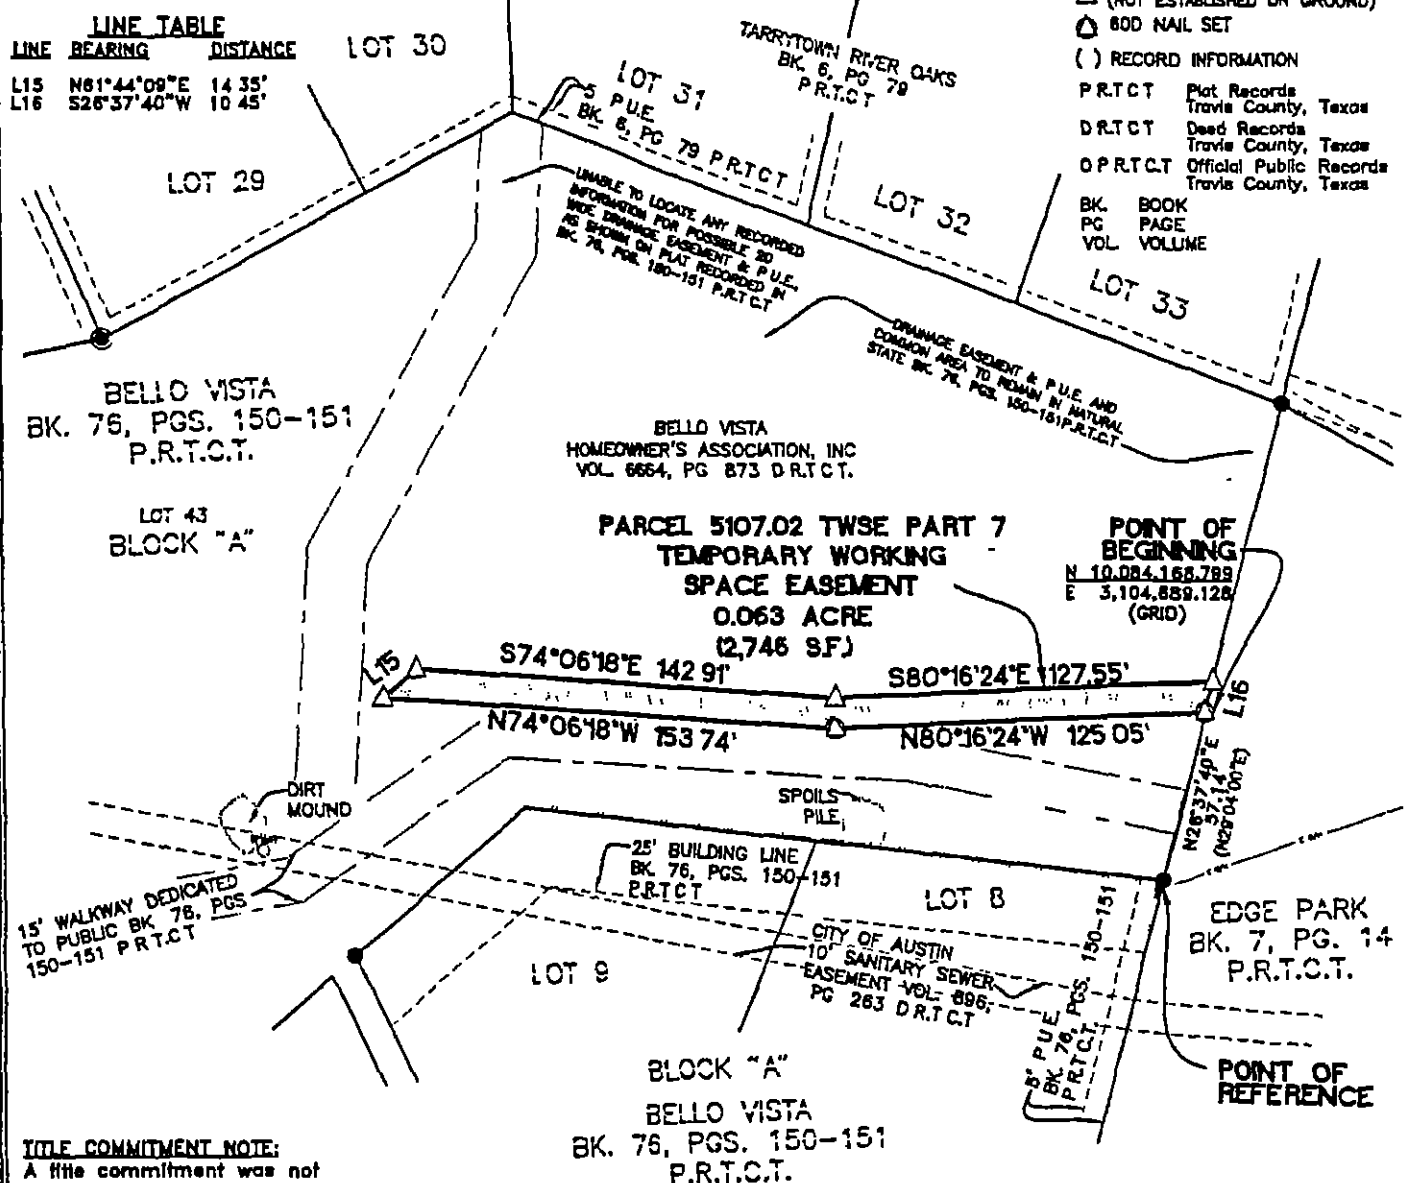 LINE TABLE
LINE BEARING DISTANCE
L15 N61°44'09"E 14 35'
L16 S26°37'40"W 10 45'
LOT 30
LOT 29
LOT 31
5
P.U.E.
BK. 6, PG 79 P.R.T.C.T
TARRYTOWN RIVER OAKS
BK. 6, PG 79
P.R.T.C.T
LOT 32
LOT 33
(NOT ESTABLISHED ON GROUND)
60D NAIL SET
( ) RECORD INFORMATION
P R.T C T Plat Records
Travis County, Texas
D R.T C T Deed Records
Travis County, Texas
O P R.T.C.T Official Public Records
Travis County, Texas
BK. BOOK
PG PAGE
VOL. VOLUME
UNABLE TO LOCATE ANY RECORDED
INFORMATION FOR POSSIBLE 20
WIDE DRAINAGE EASEMENT & P.U.E.,
AS SHOWN ON PLAT RECORDED IN
BK. 76, PGS. 150-151 P.R.T C T
DRAINAGE EASEMENT & P.U.E. AND
COMMON AREA TO REMAIN IN NATURAL
STATE BK. 76, PGS. 150-151 P.R.T.C.T
BELLO VISTA
BK. 76, PGS. 150-151
P.R.T.C.T.
LOT 43
BLOCK "A"
BELLO VISTA
HOMEOWNER'S ASSOCIATION, INC
VOL. 6664, PG 873 D R.T C T.
PARCEL 5107.02 TWSE PART 7
TEMPORARY WORKING
SPACE EASEMENT
0.063 ACRE
(2,746 S.F.)
POINT OF
BEGINNING
N 10,084,168.799
E 3,104,689.128
(GRID)
L15
S74°06'18"E 142 91'
S80°16'24"E 127.55'
L16
N74°06'18"W 153 74'
N80°16'24"W 125 05'
N26°37'40"E
57.14'
(N29°04'00"E)
DIRT
MOUND
SPOILS
PILE
25' BUILDING LINE
BK. 76, PGS. 150-151
P.R.T C T
15' WALKWAY DEDICATED
TO PUBLIC BK. 76, PGS
150-151 P R T.C T
LOT 8
LOT 9
CITY OF AUSTIN
10' SANITARY SEWER
EASEMENT VOL. 896,
PG 263 D R.T C.T
5' P U E
BK. 76, PGS. 150-151
P R.T C.T.
EDGE PARK
BK. 7, PG. 14
P.R.T.C.T.
POINT OF
REFERENCE
BLOCK "A"
BELLO VISTA
BK. 76, PGS. 150-151
P.R.T.C.T.
TITLE COMMITMENT NOTE:
A title commitment was not